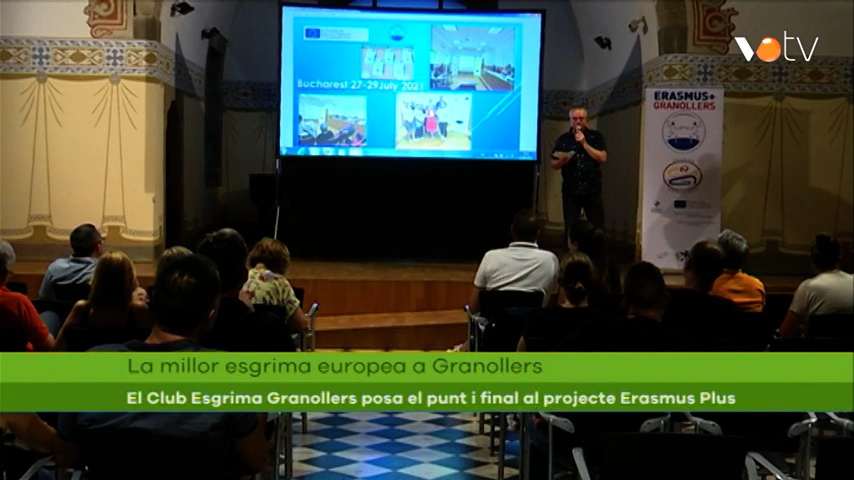 votv
Bucharest 27-29 July 2021
ERASMUS+
GRANOLLERS
La millor esgrima europea a Granollers
El Club Esgrima Granollers posa el punt i final al projecte Erasmus Plus